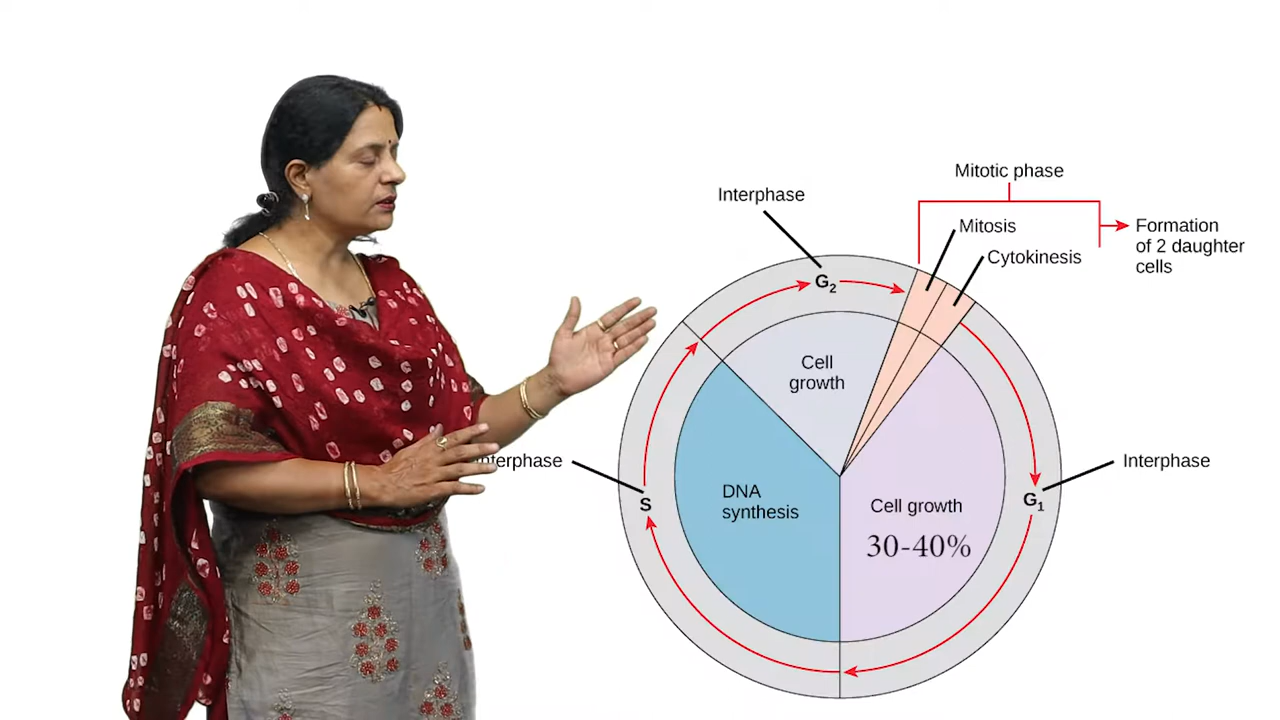 Mitotic phase
Interphase
Mitosis
Formation
of 2 daughter
cells
Cytokinesis
G2
Cell
growth
Interphase
Interphase
DNA
synthesis
S
G1
Cell growth
30-40%